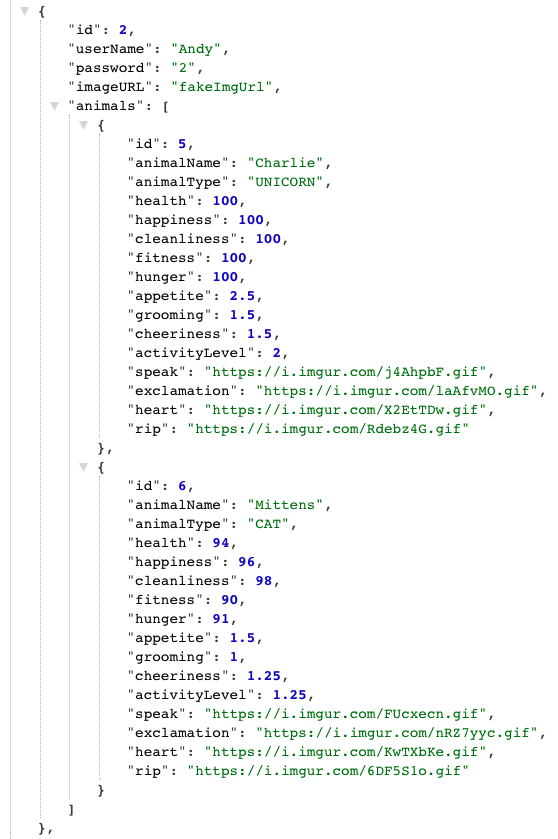 {
"id": 2,
"userName": "Andy",
"password": "2",
"imageURL": "fakeImgUrl",
"animals": [
{
"id": 5,
"animalName": "Charlie",
"animalType": "UNICORN",
"health": 100,
"happiness": 100,
"cleanliness": 100,
"fitness": 100,
"hunger": 100,
"appetite": 2.5,
"grooming": 1.5,
"cheeriness": 1.5,
"activityLevel": 2,
"speak": "https://i.imgur.com/j4AhpbF.gif",
"exclamation": "https://i.imgur.com/laAfvMO.gif",
"heart": "https://i.imgur.com/X2EtTDw.gif",
"rip": "https://i.imgur.com/Rdebz4G.gif"
},
{
"id": 6,
"animalName": "Mittens",
"animalType": "CAT",
"health": 94,
"happiness": 96,
"cleanliness": 98,
"fitness": 90,
"hunger": 91,
"appetite": 1.5,
"grooming": 1,
"cheeriness": 1.25,
"activityLevel": 1.25,
"speak": "https://i.imgur.com/FUcxecn.gif",
"exclamation": "https://i.imgur.com/nRZ7yyc.gif",
"heart": "https://i.imgur.com/KwTXbKe.gif",
"rip": "https://i.imgur.com/6DF5S1o.gif"
}
]
},